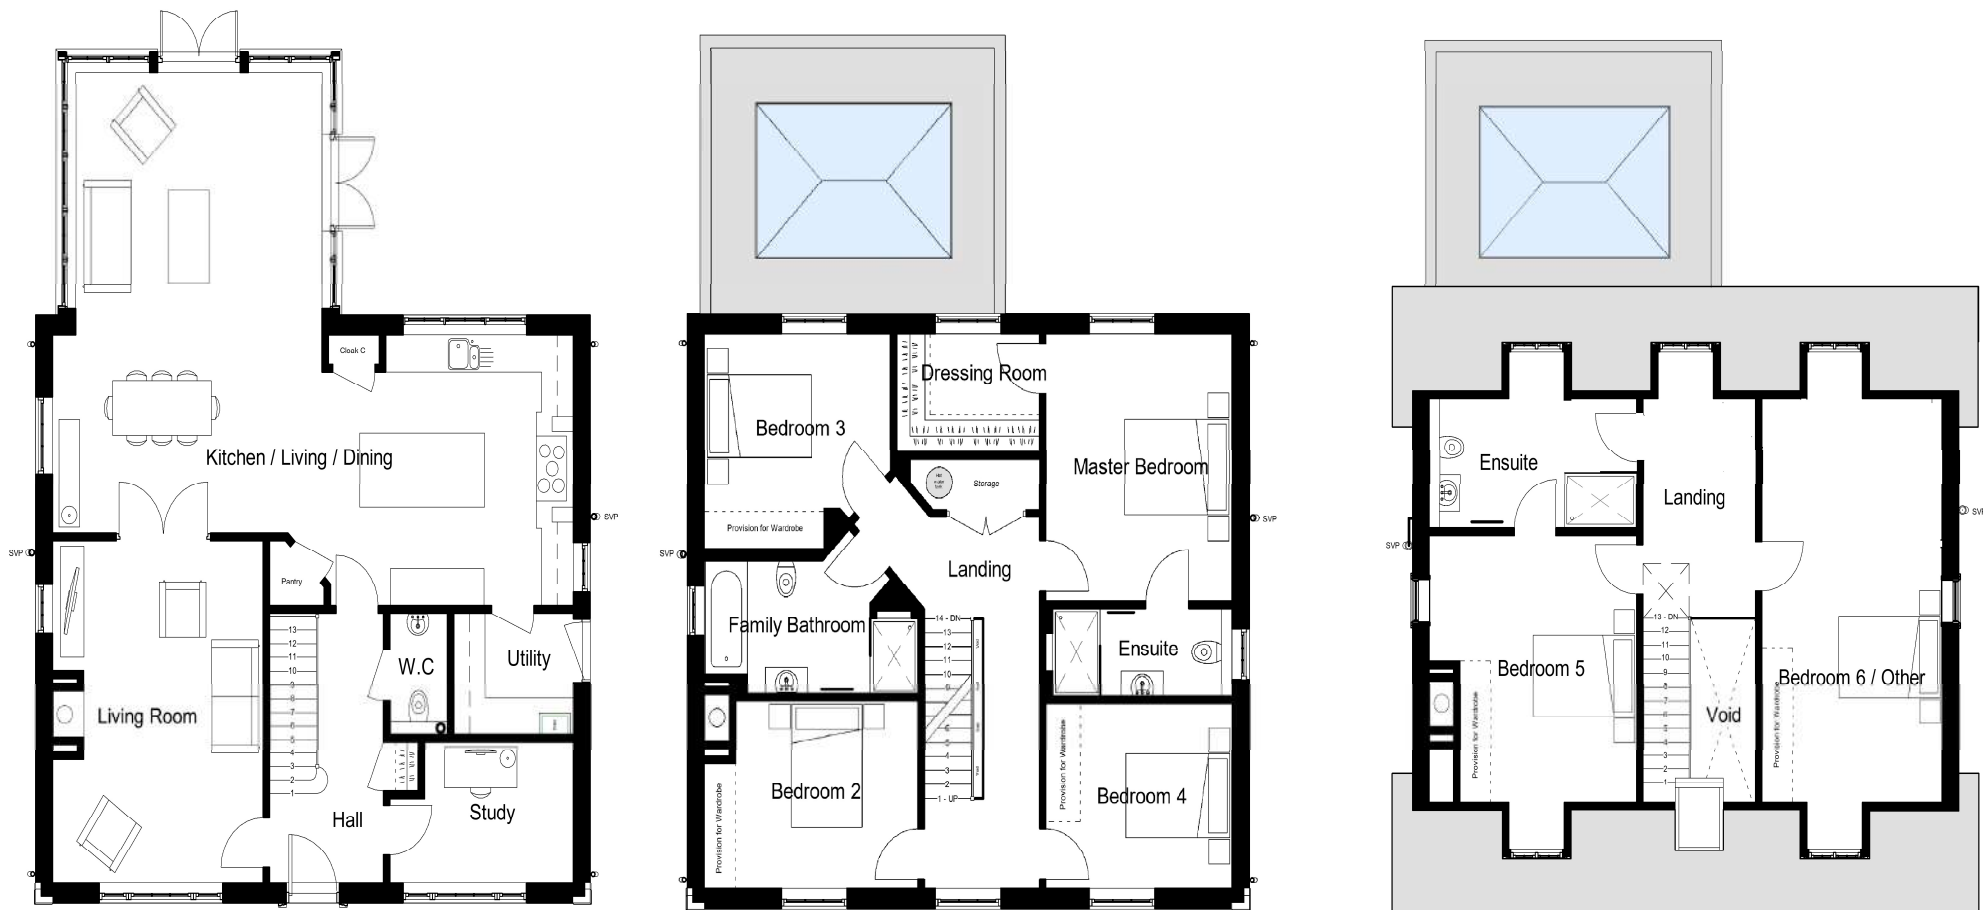 Cloak C
Kitchen / Living / Dining
SVP
SVP
Pantry
13
12
11
10
9
8
7
6
5
4
3
2
1
W.C
Utility
Living Room
Hall
Study
Dressing Room
Bedroom 3
Master Bedroom
Storage
Provision for Wardrobe
SVP
SVP
Landing
Family Bathroom
14 - DN
13
12
11
10
9
6
5
4
3
2
1 - UP
Ensuite
Bedroom 2
Provision for Wardrobe
Provision for Wardrobe
Bedroom 4
Ensuite
Landing
SVP
SVP
13 - DN
12
11
10
9
8
7
6
5
4
3
2
1
Bedroom 5
Provision for Wardrobe
Void
Bedroom 6 / Other
Provision for Wardrobe